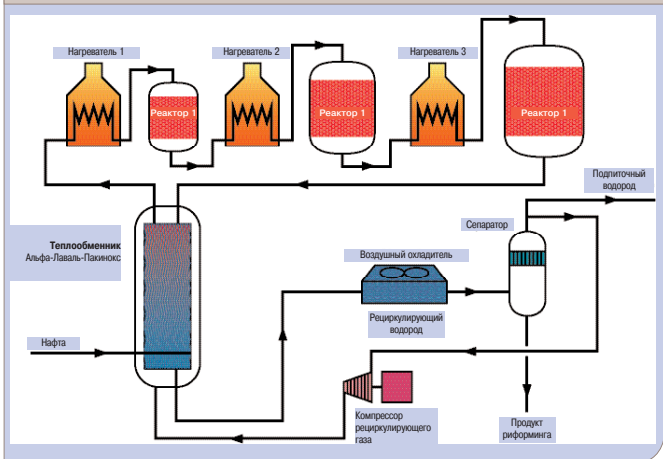 Нагреватель 1
Нагреватель 2
Нагреватель 3
Реактор 1
Реактор 1
Реактор 1
Подпиточный
водород
Сепаратор
Теплообменник
Альфа-Лаваль-Пакинокс
Воздушный охладитель
Рециркулирующий
водород
Нафта
Компрессор
рециркулирующего
газа
Продукт
риформинга